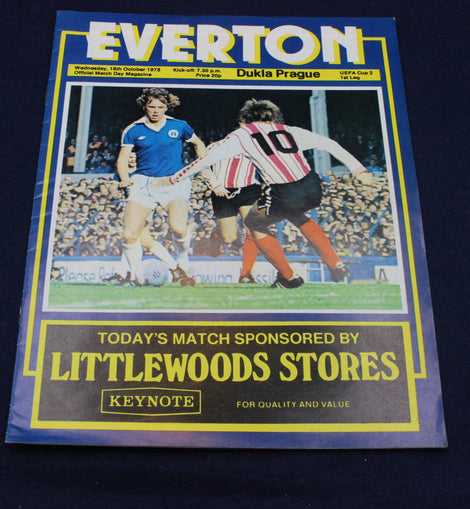 EVERTON
Wednesday, 18th October 1978 Kick-off: 7.30 p.m. Dukla Prague UEFA Cup 2
Official Match Day Magazine Price 20p 1st Leg
10
Please
TODAY'S MATCH SPONSORED BY
LITTLEWOODS STORES
KEYNOTE FOR QUALITY AND VALUE